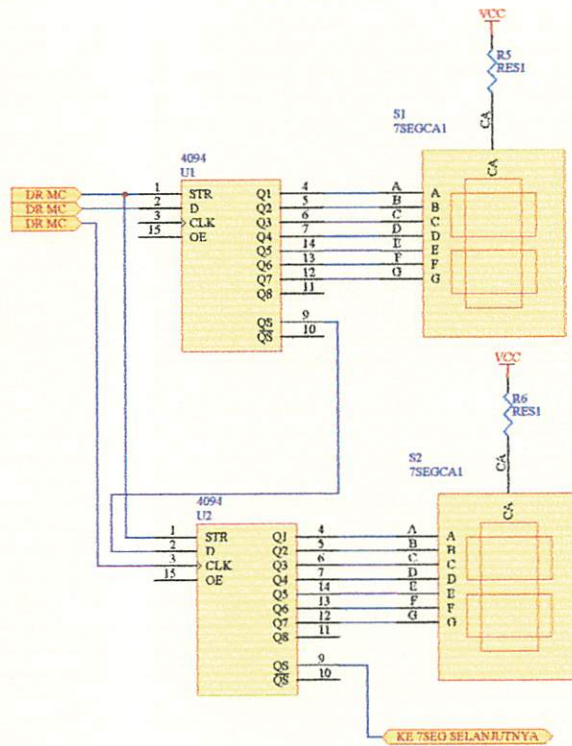 VCC
R5
RES1
CA
S1
7SEGCA1
CA
4094
U1
DR MC
DR MC
DR MC
1 STR Q1 4 A A
2 D Q2 5 B B
3 CLK Q3 6 C C
15 OE Q4 7 D D
Q5 14 E E
Q6 13 F F
Q7 12 G G
Q8 11
QS 9
QS 10
VCC
R6
RES1
CA
S2
7SEGCA1
CA
4094
U2
1 STR Q1 4 A A
2 D Q2 5 B B
3 CLK Q3 6 C C
15 OE Q4 7 D D
Q5 14 E E
Q6 13 F F
Q7 12 G G
Q8 11
QS 9
QS 10
KE 7SEG SELANJUTNYA